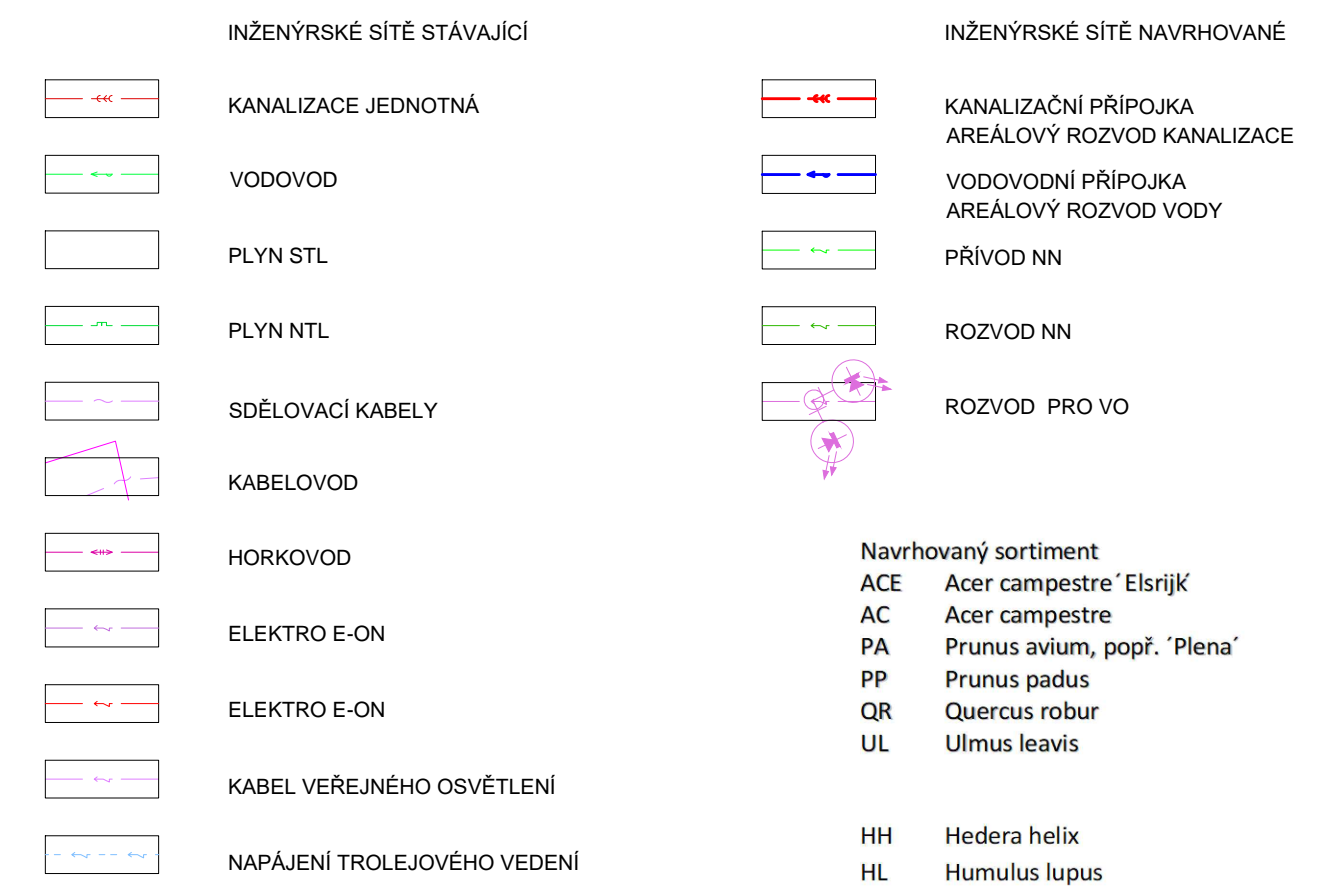 INŽENÝRSKÉ SÍTĚ STÁVAJÍCÍ
KANALIZACE JEDNOTNÁ
VODOVOD
PLYN STL
PLYN NTL
SDĚLOVACÍ KABELY
KABELOVOD
HORKOVOD
ELEKTRO E-ON
ELEKTRO E-ON
KABEL VEŘEJNÉHO OSVĚTLENÍ
NAPÁJENÍ TROLEJOVÉHO VEDENÍ
INŽENÝRSKÉ SÍTĚ NAVRHOVANÉ
KANALIZAČNÍ PŘÍPOJKA
AREÁLOVÝ ROZVOD KANALIZACE
VODOVODNÍ PŘÍPOJKA
AREÁLOVÝ ROZVOD VODY
PŘÍVOD NN
ROZVOD NN
ROZVOD PRO VO
Navrhovaný sortiment
ACE Acer campestre´Elsrijk´
AC Acer campestre
PA Prunus avium, popř. ´Plena´
PP Prunus padus
QR Quercus robur
UL Ulmus leavis
HH Hedera helix
HL Humulus lupus